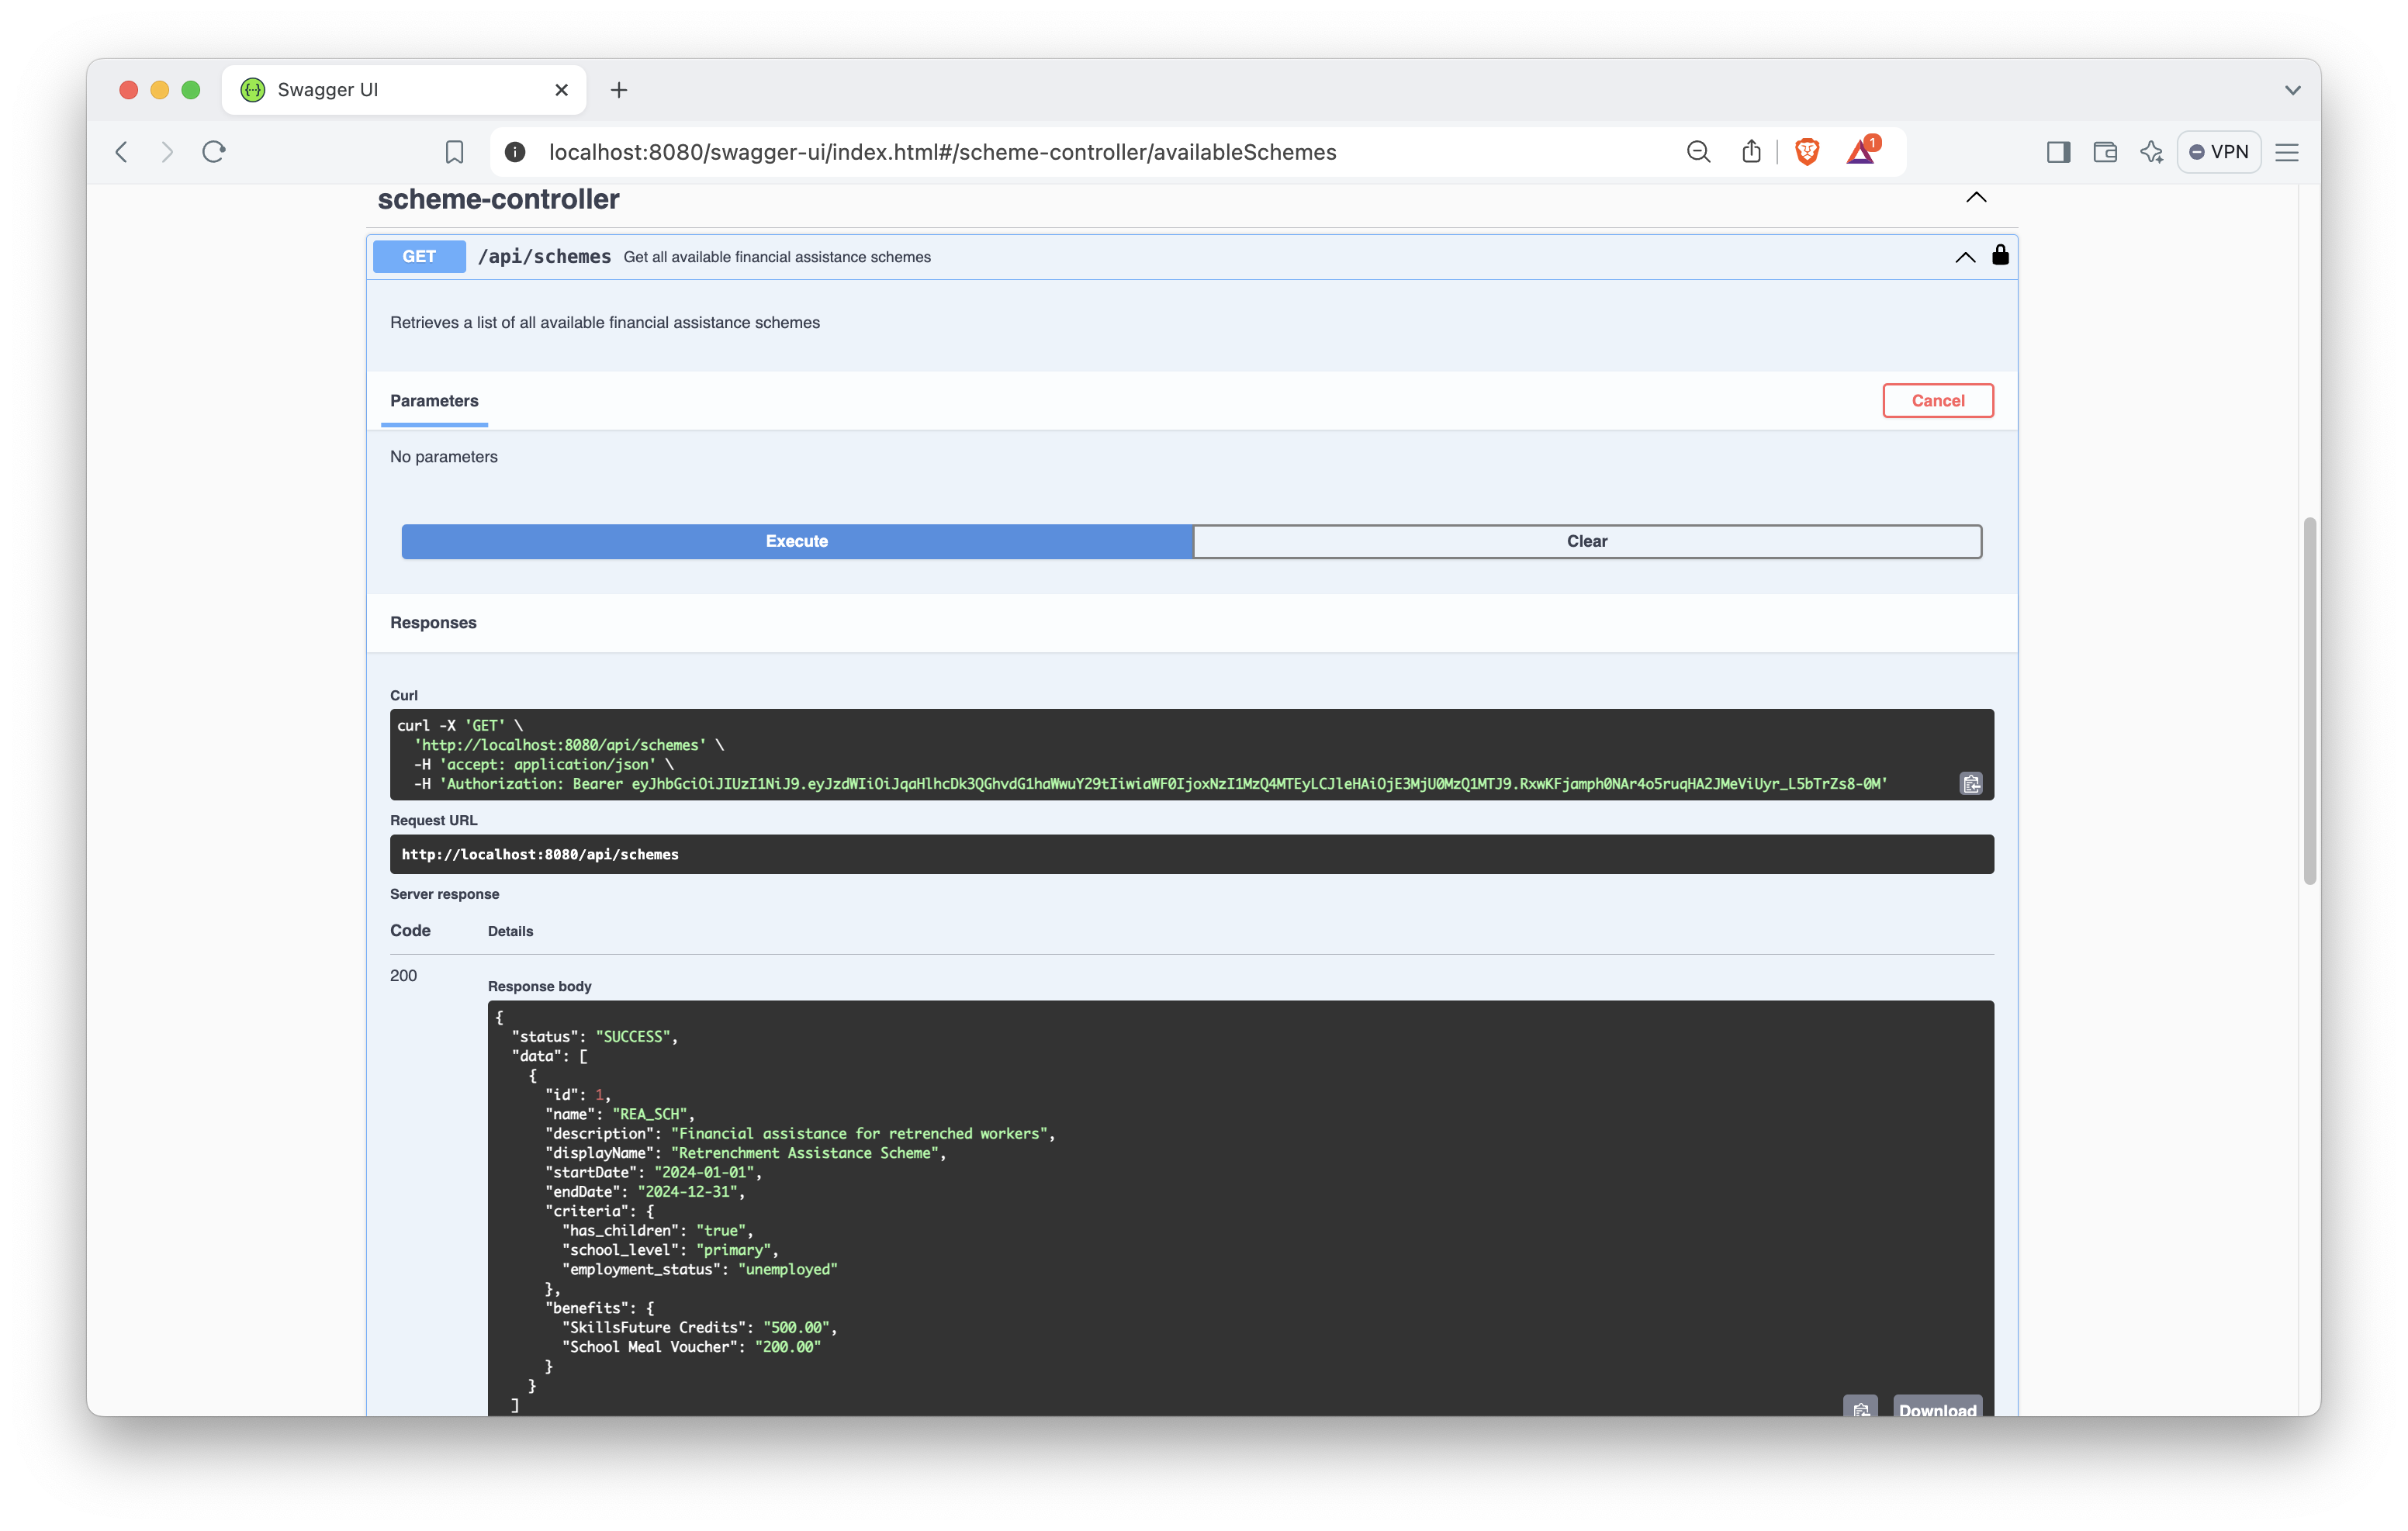 Swagger UI
localhost:8080/swagger-ui/index.html#/scheme-controller/availableSchemes
1
VPN
scheme-controller
GET /api/schemes Get all available financial assistance schemes
Retrieves a list of all available financial assistance schemes
Parameters
Cancel
No parameters
Execute
Clear
Responses
Curl
curl -X 'GET' \
'http://localhost:8080/api/schemes' \
-H 'accept: application/json' \
-H 'Authorization: Bearer eyJhbGciOiJIUzI1NiJ9.eyJzdWIiOiJqaHlhcDk3QGhvdG1haWwuY29tIiwiaWF0IjoxNzI1MzQ4MTEyLCJleHAiOjE3MjU0MzQ1MTJ9.RxwKFjamph0NAr4o5ruqHA2JMeViUyr_L5bTrZs8-0M'
Request URL
http://localhost:8080/api/schemes
Server response
Code Details
200
Response body
{
"status": "SUCCESS",
"data": [
{
"id": 1,
"name": "REA_SCH",
"description": "Financial assistance for retrenched workers",
"displayName": "Retrenchment Assistance Scheme",
"startDate": "2024-01-01",
"endDate": "2024-12-31",
"criteria": {
"has_children": "true",
"school_level": "primary",
"employment_status": "unemployed"
},
"benefits": {
"SkillsFuture Credits": "500.00",
"School Meal Voucher": "200.00"
}
}
]
Download